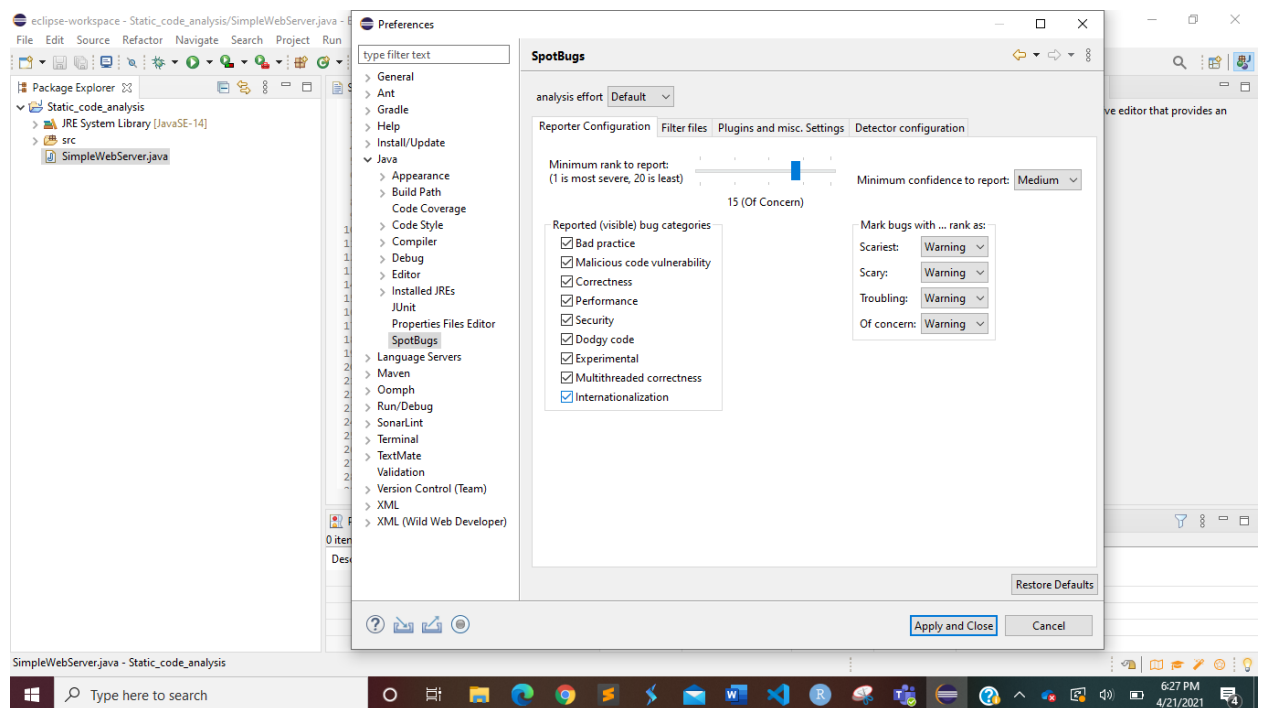 eclipse-workspace - Static_code_analysis/SimpleWebServer.java - E
File Edit Source Refactor Navigate Search Project Run
Package Explorer
Static_code_analysis
JRE System Library [JavaSE-14]
src
SimpleWebServer.java
Preferences
type filter text
General
Ant
Gradle
Help
Install/Update
Java
Appearance
Build Path
Code Coverage
Code Style
Compiler
Debug
Editor
Installed JREs
JUnit
Properties Files Editor
SpotBugs
Language Servers
Maven
Oomph
Run/Debug
SonarLint
Terminal
TextMate
Validation
Version Control (Team)
XML
XML (Wild Web Developer)
SpotBugs
analysis effort Default
Reporter Configuration Filter files Plugins and misc. Settings Detector configuration
Minimum rank to report:
(1 is most severe, 20 is least)
15 (Of Concern)
Minimum confidence to report: Medium
Reported (visible) bug categories
Bad practice
Malicious code vulnerability
Correctness
Performance
Security
Dodgy code
Experimental
Multithreaded correctness
Internationalization
Mark bugs with ... rank as:
Scariest: Warning
Scary: Warning
Troubling: Warning
Of concern: Warning
Restore Defaults
Apply and Close Cancel
ve editor that provides an
0 iten
Desc
SimpleWebServer.java - Static_code_analysis
Type here to search
6:27 PM
4/21/2021
4